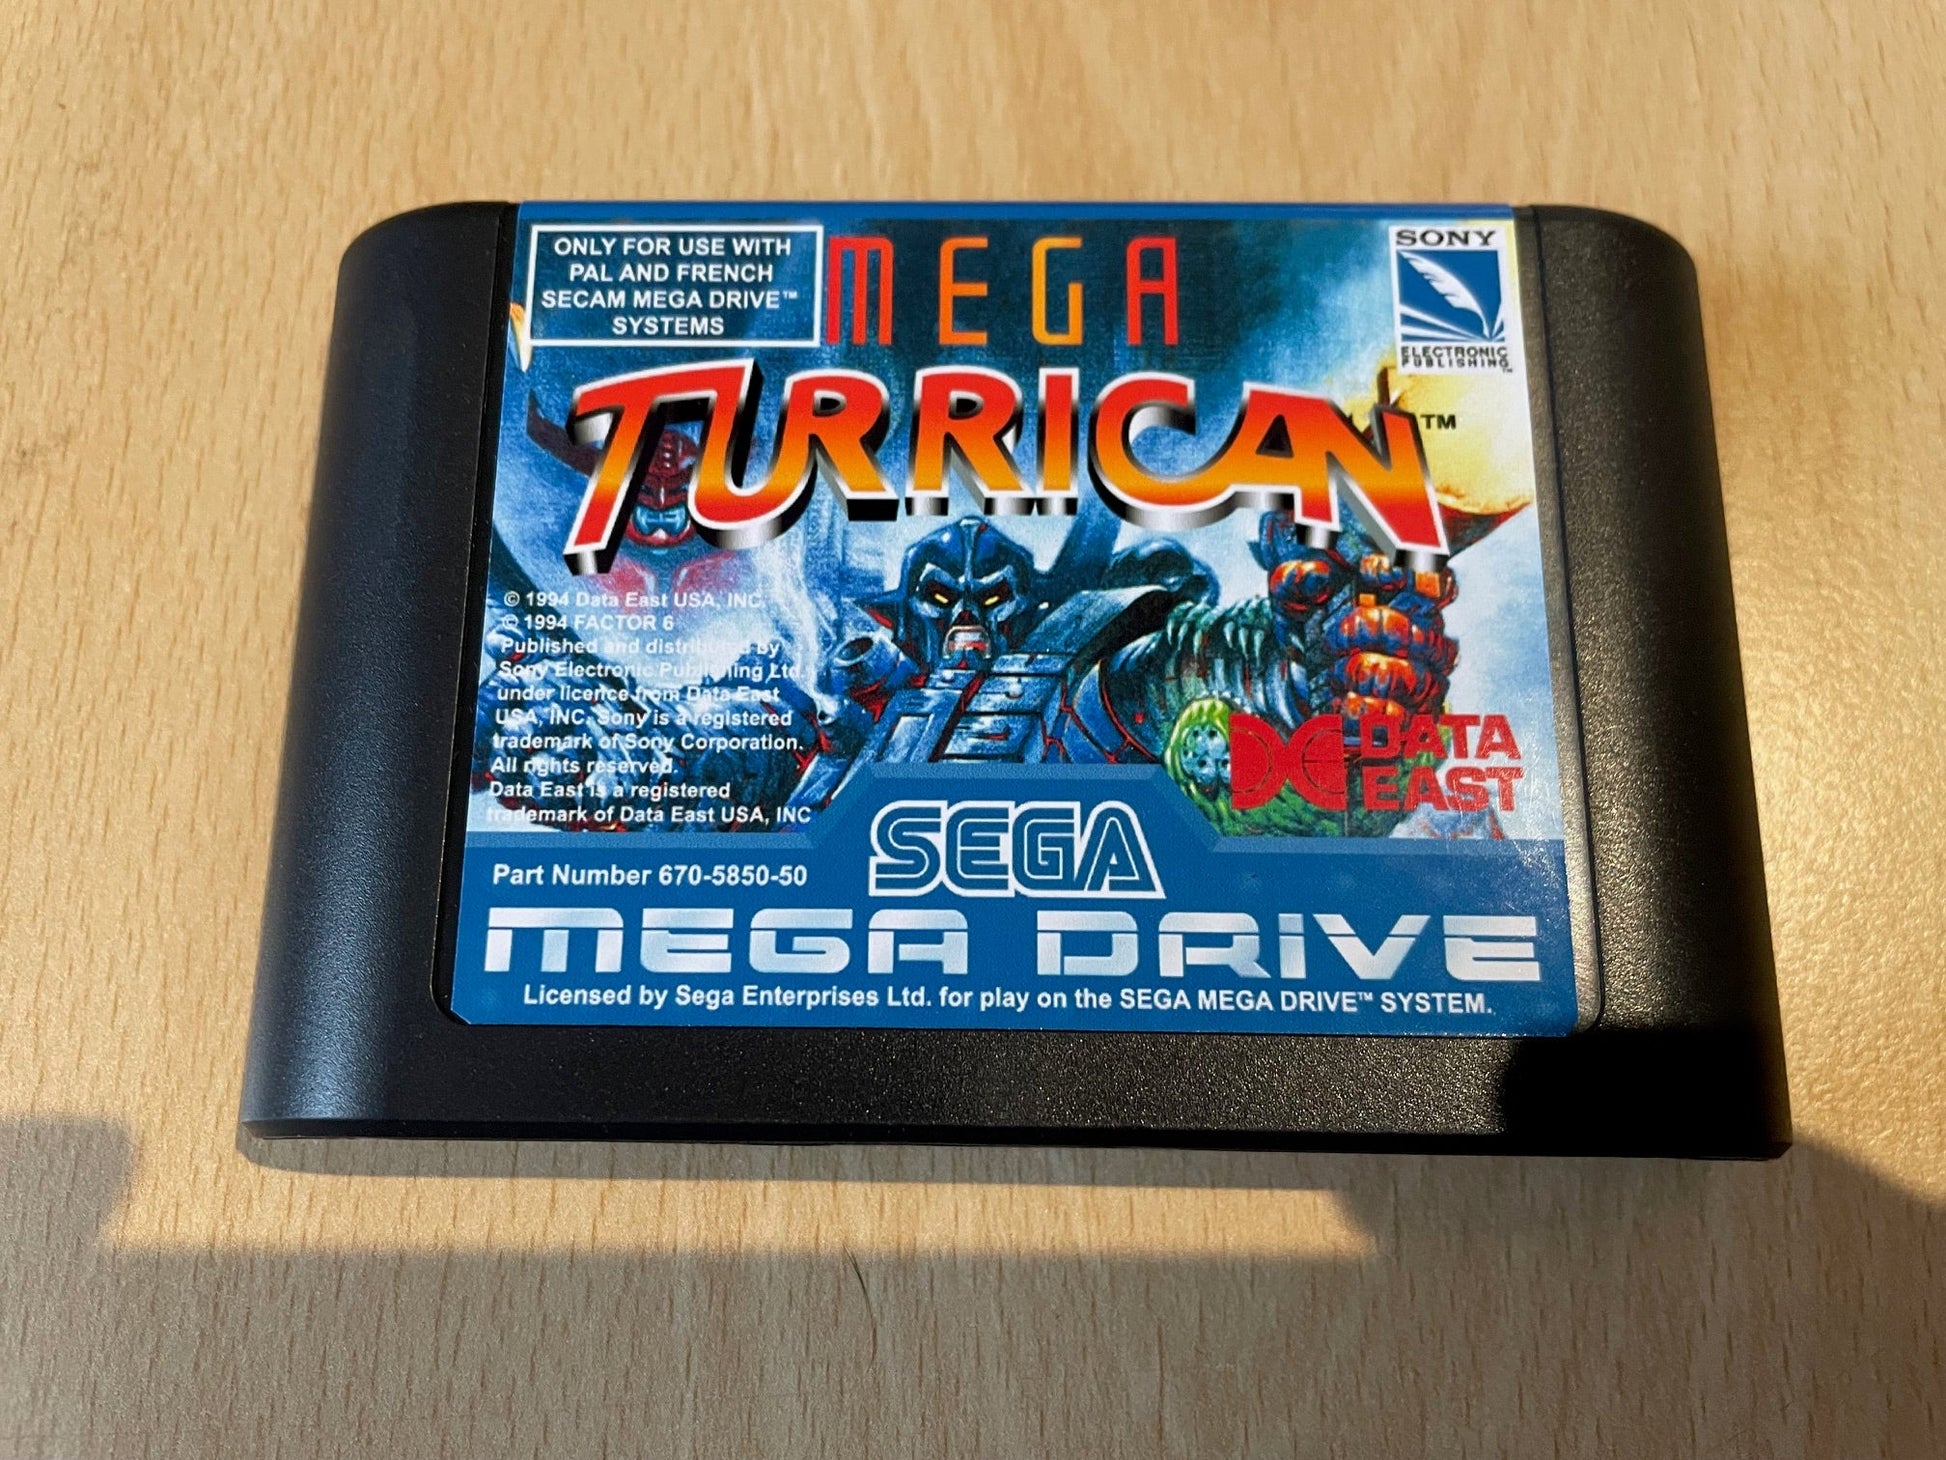 ONLY FOR USE WITH
PAL AND FRENCH
SECAM MEGA DRIVE™
SYSTEMS
MEGA
SONY
ELECTRONIC
PUBLISHING™
TURRICAN™
© 1994 Data East USA, INC.
© 1994 FACTOR 6
Published and distributed by
Sony Electronic Publishing Ltd.
under licence from Data East
USA, INC. Sony is a registered
trademark of Sony Corporation.
All rights reserved.
Data East is a registered
trademark of Data East USA, INC
DATA
EAST
SEGA
Part Number 670-5850-50
MEGA DRIVE
Licensed by Sega Enterprises Ltd. for play on the SEGA MEGA DRIVE™ SYSTEM.